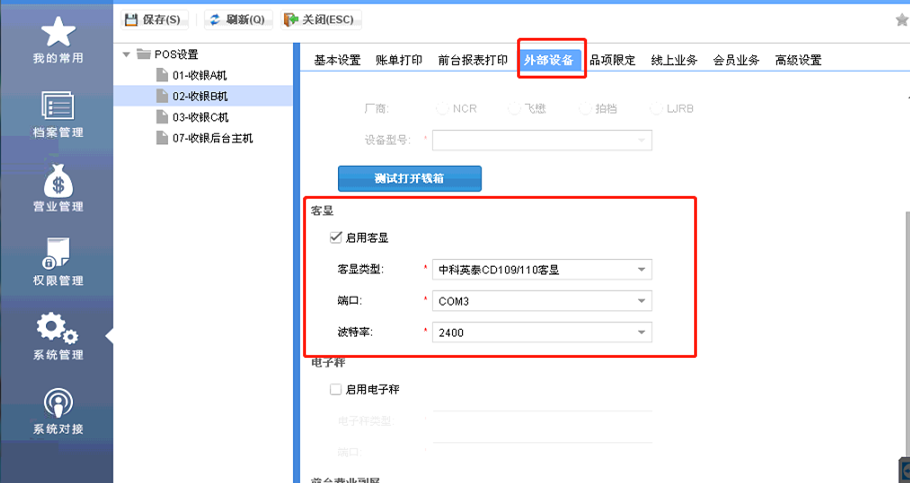 保存(S) 刷新(Q) 关闭(ESC)
我的常用
档案管理
营业管理
权限管理
系统管理
系统对接
POS设置
01-收银A机
02-收银B机
03-收银C机
07-收银后台主机
基本设置 账单打印 前台报表打印 外部设备 品项限定 线上业务 会员业务 高级设置
厂商: NCR 飞懋 拍档 LJRB
设备型号: *
测试打开钱箱
客显
启用客显
客显类型: * 中科英泰CD109/110客显
端口: * COM3
波特率: * 2400
电子秤
启用电子秤
电子秤类型:
端口: